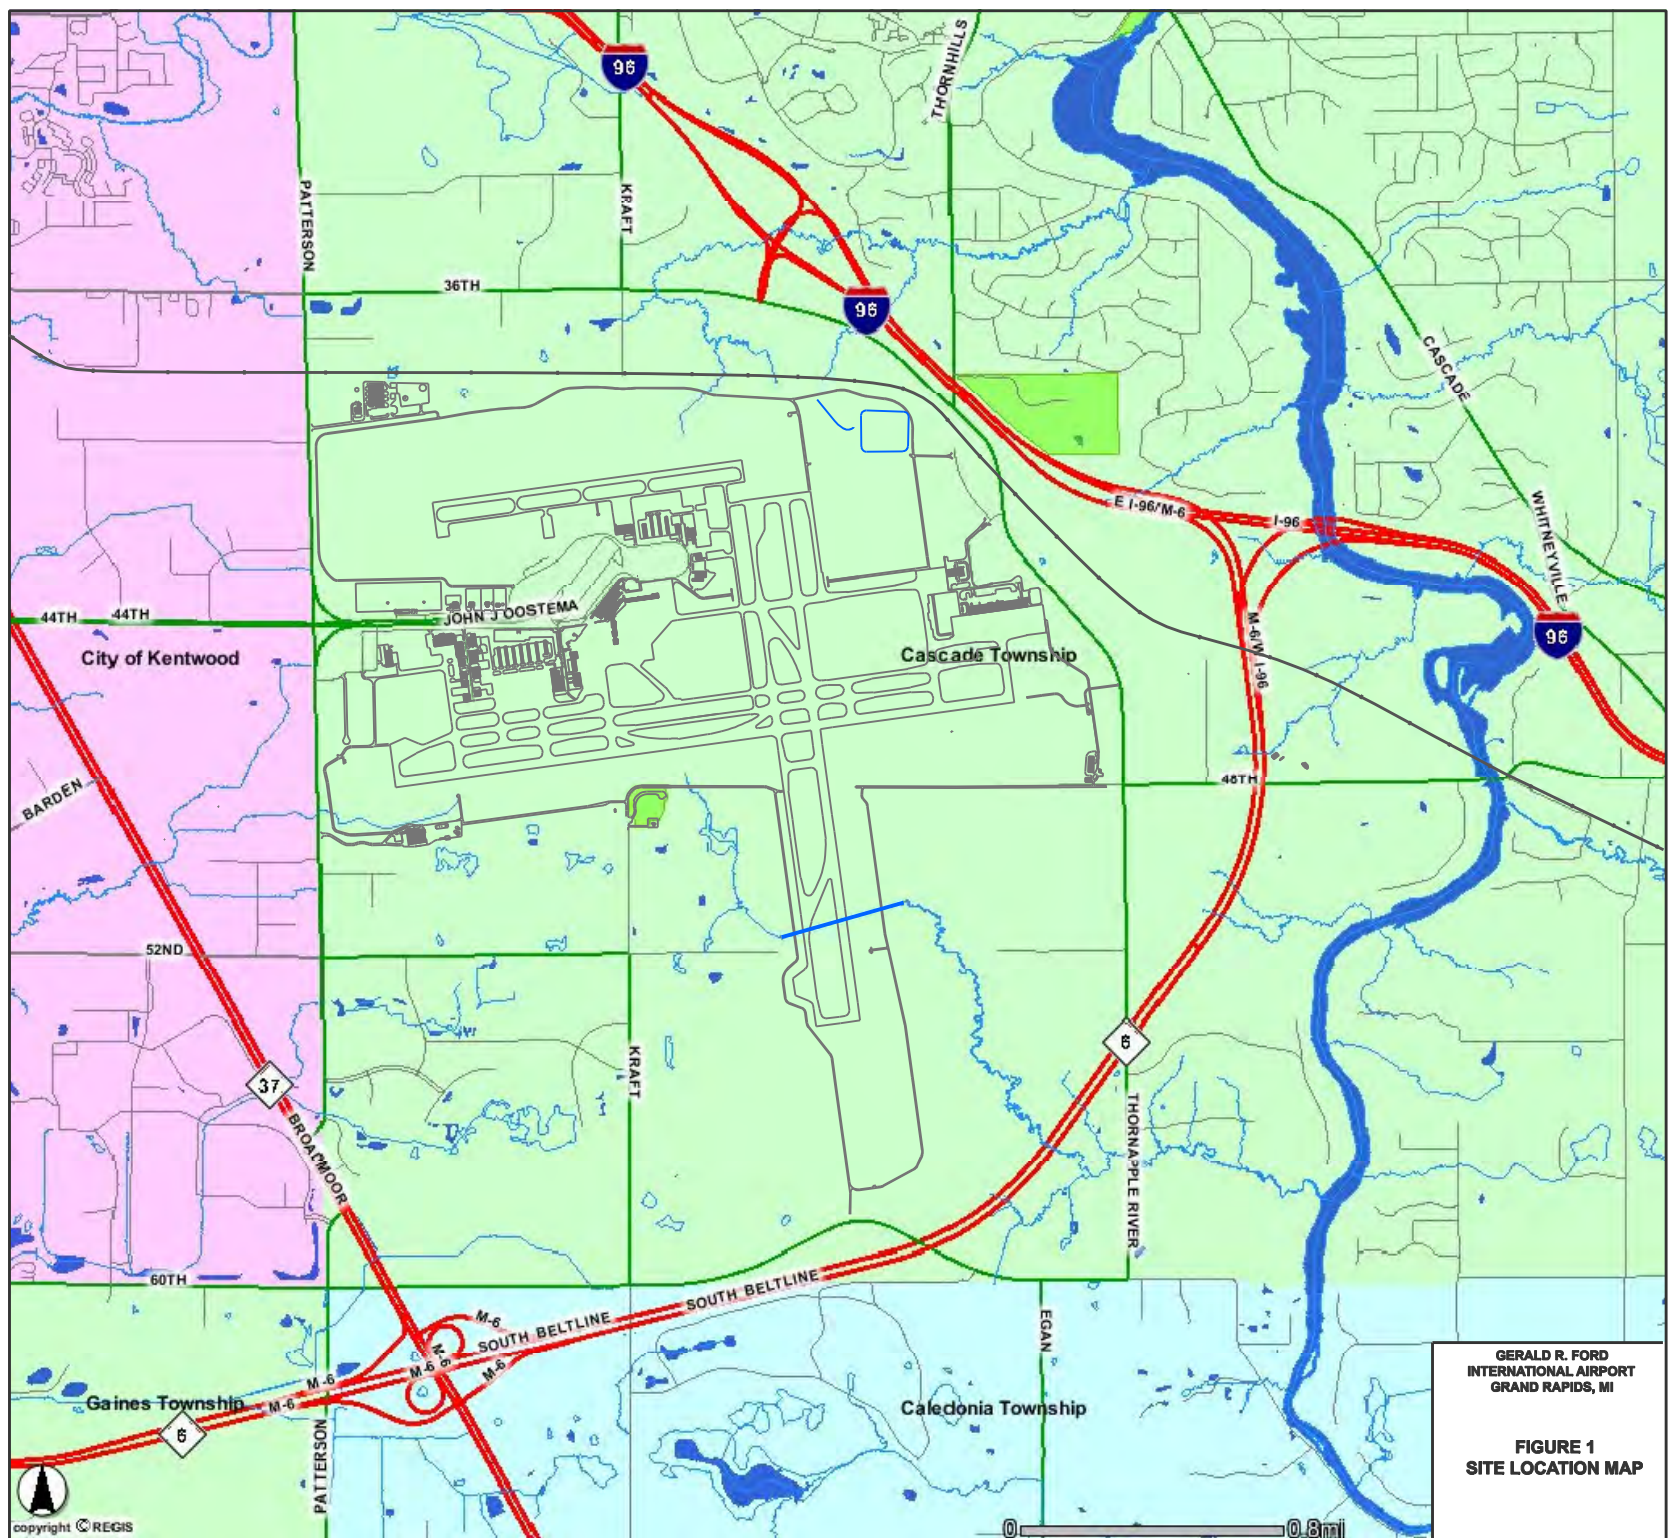 96
THORNHILLS
96
PATTERSON
KRAFT
36TH
96
CASCADE
WHITNEYVILLE
E I-96/M-6
I-96
44TH
44TH
JOHN J OOSTEMA
City of Kentwood
Cascade Township
M-6/W I-96
96
BARDEN
48TH
52ND
6
KRAFT
37
BROADMOOR
THORNAPPLE RIVER
60TH
SOUTH BELTLINE
SOUTH BELTLINE
M-6
M-6
M-6
M-6
M-6
M-6
EGAN
Gaines Township
6
PATTERSON
Caledonia Township
GERALD R. FORD
INTERNATIONAL AIRPORT
GRAND RAPIDS, MI
FIGURE 1
SITE LOCATION MAP
copyright © REGIS
0 0.8mi